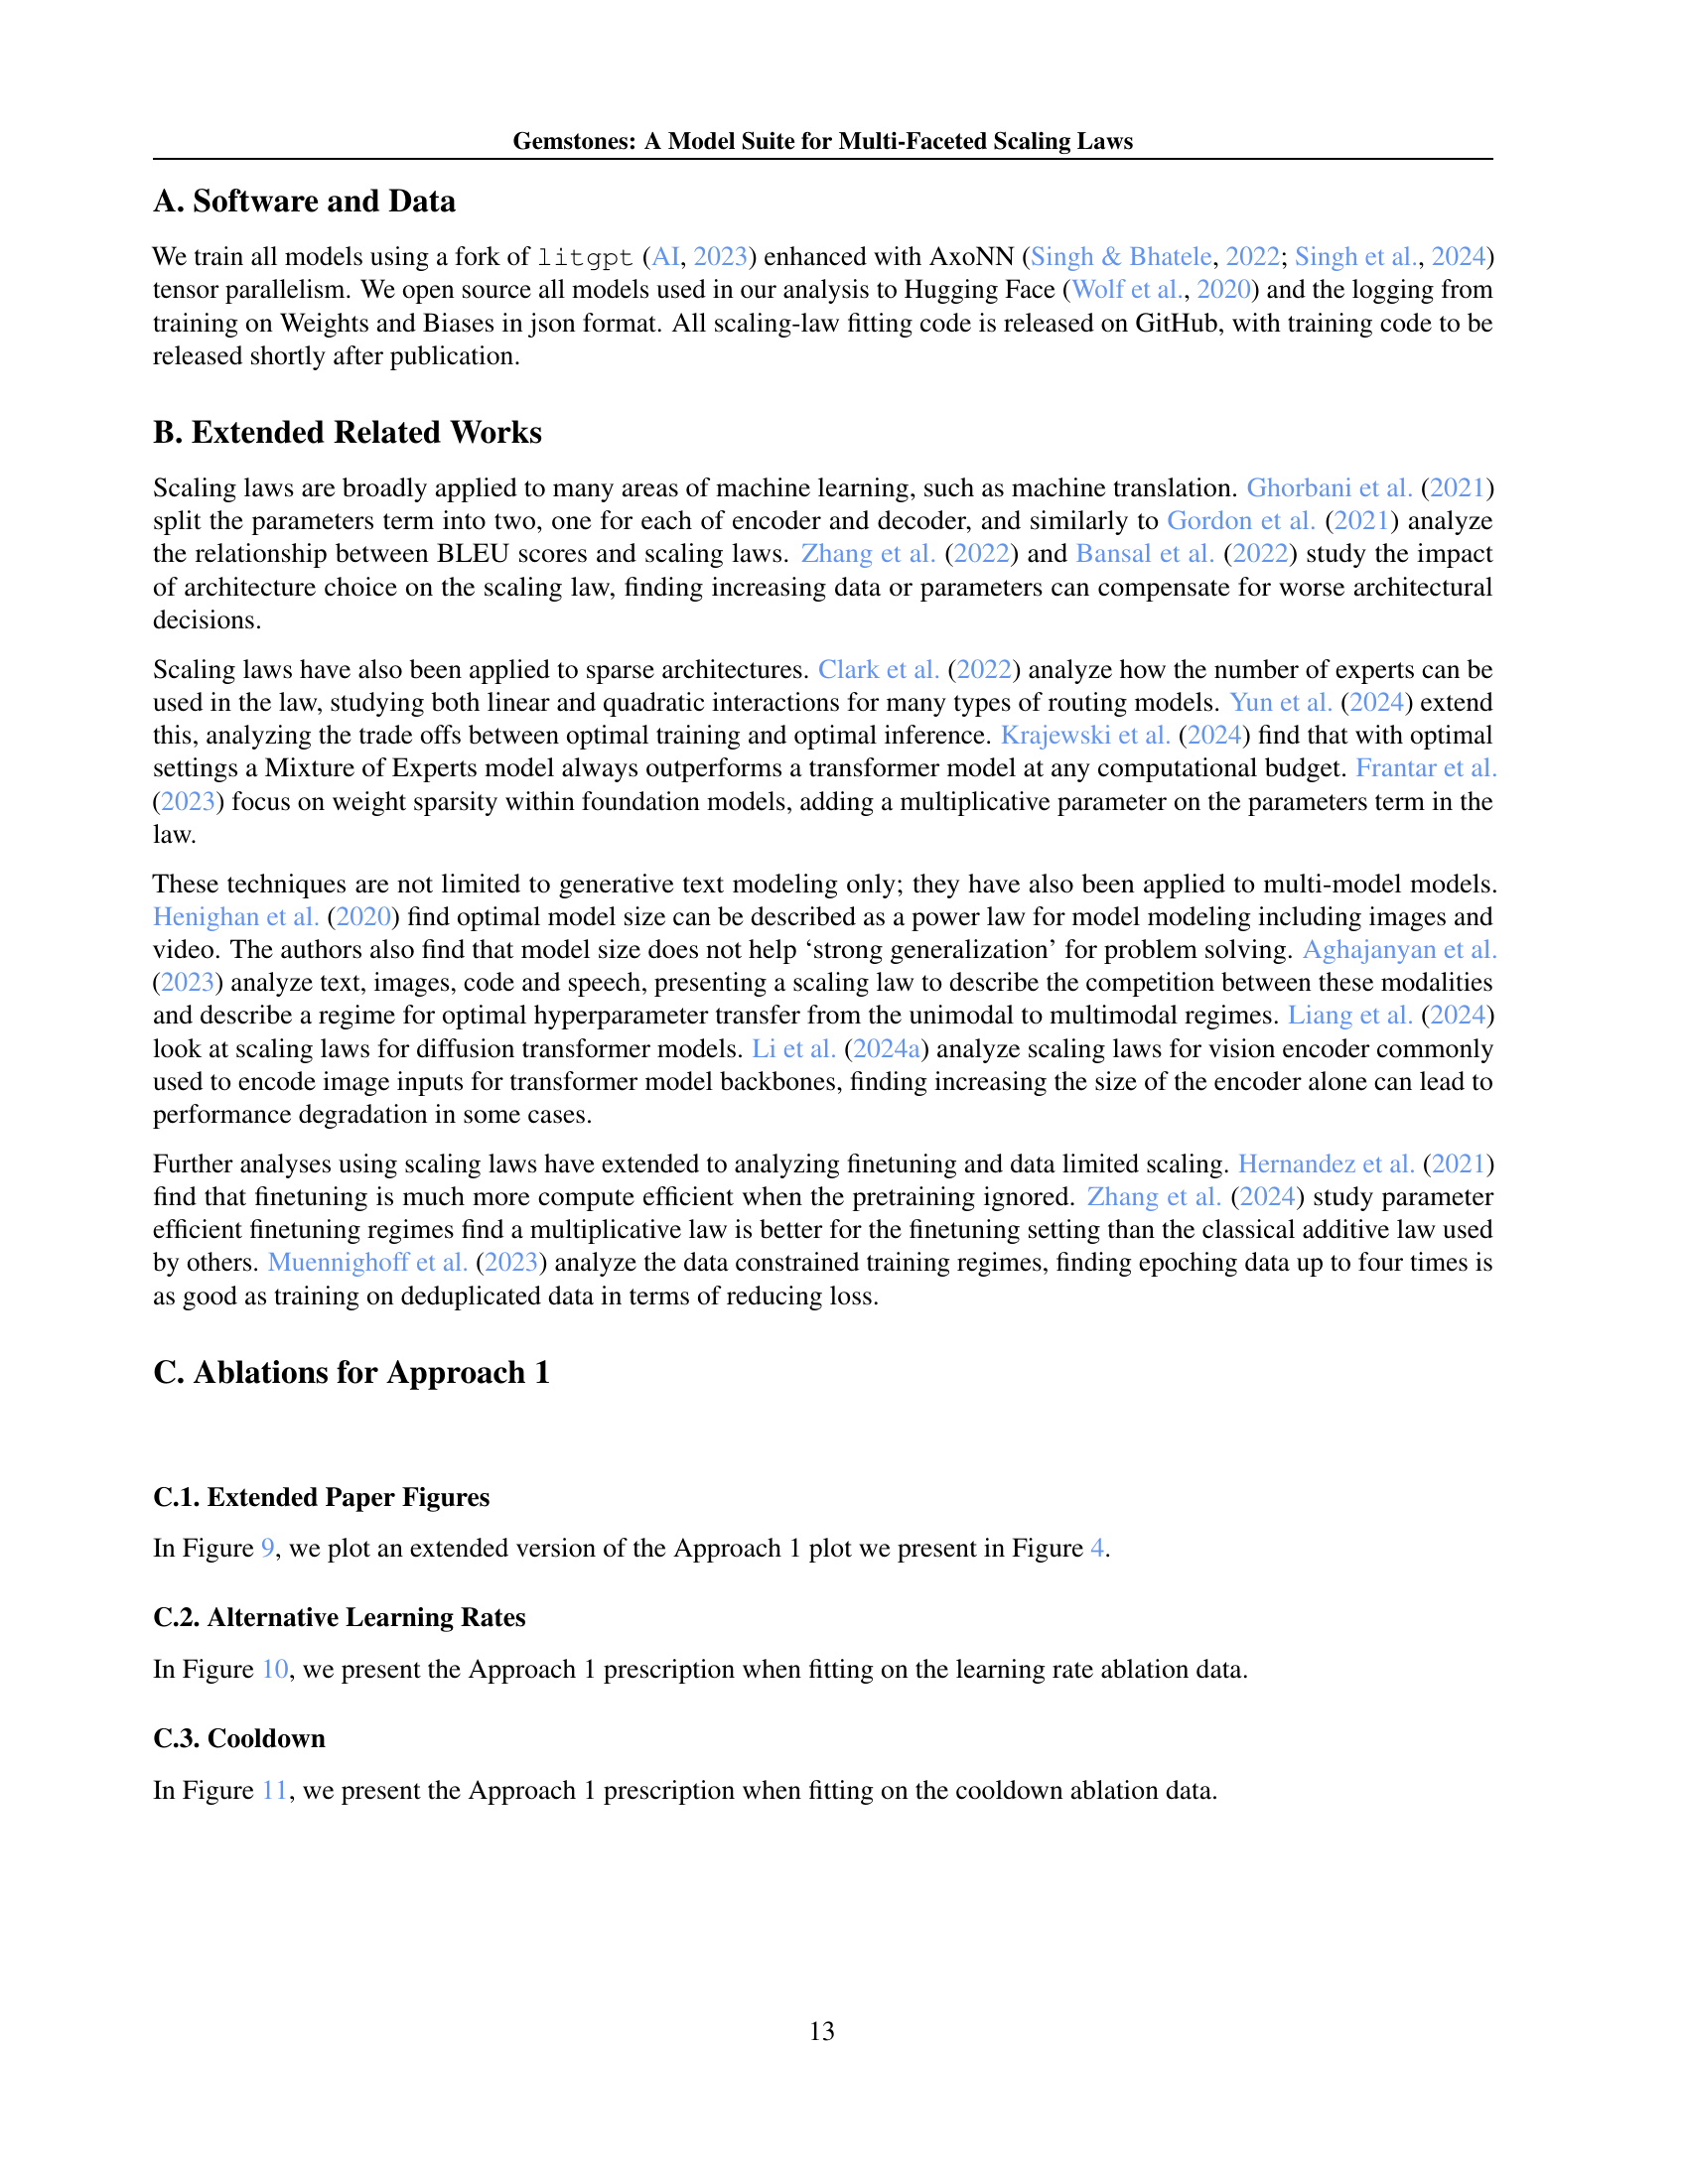 Gemstones: A Model Suite for Multi-Faceted Scaling Laws
A. Software and Data
We train all models using a fork of litgpt (AI, 2023) enhanced with AxoNN (Singh & Bhatele, 2022; Singh et al., 2024)
tensor parallelism. We open source all models used in our analysis to Hugging Face (Wolf et al., 2020) and the logging from
training on Weights and Biases in json format. All scaling-law fitting code is released on GitHub, with training code to be
released shortly after publication.
B. Extended Related Works
Scaling laws are broadly applied to many areas of machine learning, such as machine translation. Ghorbani et al. (2021)
split the parameters term into two, one for each of encoder and decoder, and similarly to Gordon et al. (2021) analyze
the relationship between BLEU scores and scaling laws. Zhang et al. (2022) and Bansal et al. (2022) study the impact
of architecture choice on the scaling law, finding increasing data or parameters can compensate for worse architectural
decisions.
Scaling laws have also been applied to sparse architectures. Clark et al. (2022) analyze how the number of experts can be
used in the law, studying both linear and quadratic interactions for many types of routing models. Yun et al. (2024) extend
this, analyzing the trade offs between optimal training and optimal inference. Krajewski et al. (2024) find that with optimal
settings a Mixture of Experts model always outperforms a transformer model at any computational budget. Frantar et al.
(2023) focus on weight sparsity within foundation models, adding a multiplicative parameter on the parameters term in the
law.
These techniques are not limited to generative text modeling only; they have also been applied to multi-model models.
Henighan et al. (2020) find optimal model size can be described as a power law for model modeling including images and
video. The authors also find that model size does not help ‘strong generalization’ for problem solving. Aghajanyan et al.
(2023) analyze text, images, code and speech, presenting a scaling law to describe the competition between these modalities
and describe a regime for optimal hyperparameter transfer from the unimodal to multimodal regimes. Liang et al. (2024)
look at scaling laws for diffusion transformer models. Li et al. (2024a) analyze scaling laws for vision encoder commonly
used to encode image inputs for transformer model backbones, finding increasing the size of the encoder alone can lead to
performance degradation in some cases.
Further analyses using scaling laws have extended to analyzing finetuning and data limited scaling. Hernandez et al. (2021)
find that finetuning is much more compute efficient when the pretraining ignored. Zhang et al. (2024) study parameter
efficient finetuning regimes find a multiplicative law is better for the finetuning setting than the classical additive law used
by others. Muennighoff et al. (2023) analyze the data constrained training regimes, finding epoching data up to four times is
as good as training on deduplicated data in terms of reducing loss.
C. Ablations for Approach 1
C.1. Extended Paper Figures
In Figure 9, we plot an extended version of the Approach 1 plot we present in Figure 4.
C.2. Alternative Learning Rates
In Figure 10, we present the Approach 1 prescription when fitting on the learning rate ablation data.
C.3. Cooldown
In Figure 11, we present the Approach 1 prescription when fitting on the cooldown ablation data.
13